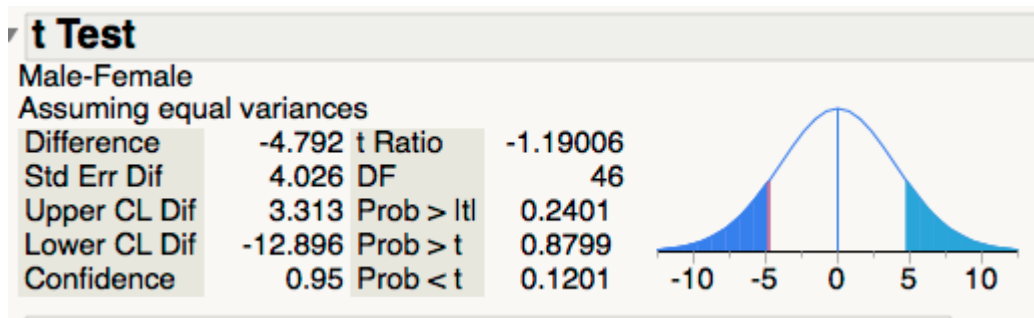 t Test
Male-Female
Assuming equal variances
Difference -4.792 t Ratio -1.19006
Std Err Dif 4.026 DF 46
Upper CL Dif 3.313 Prob > |t| 0.2401
Lower CL Dif -12.896 Prob > t 0.8799
Confidence 0.95 Prob < t 0.1201
-10 -5 0 5 10